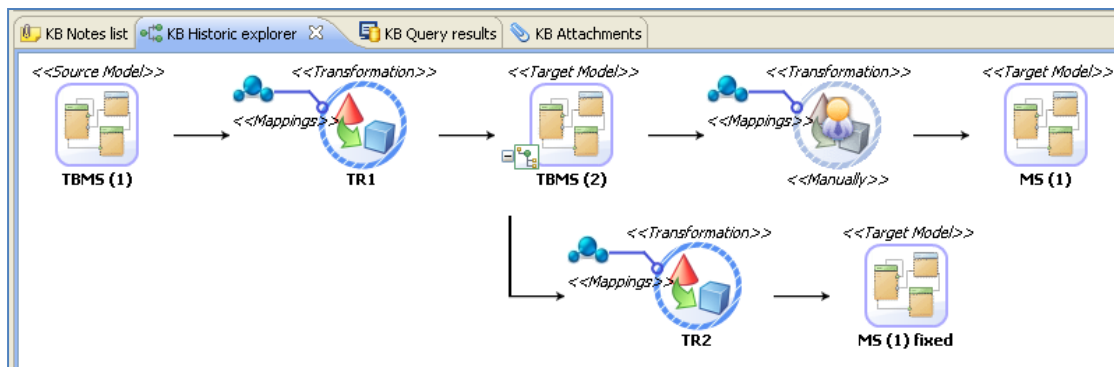 KB Notes list KB Historic explorer KB Query results KB Attachments
<<Source Model>> <<Transformation>> <<Target Model>> <<Transformation>> <<Target Model>>
<<Mappings>> <<Mappings>>
TBMS (1) TR1 TBMS (2) <<Manually>> MS (1)
<<Transformation>> <<Target Model>>
<<Mappings>>
TR2 MS (1) fixed